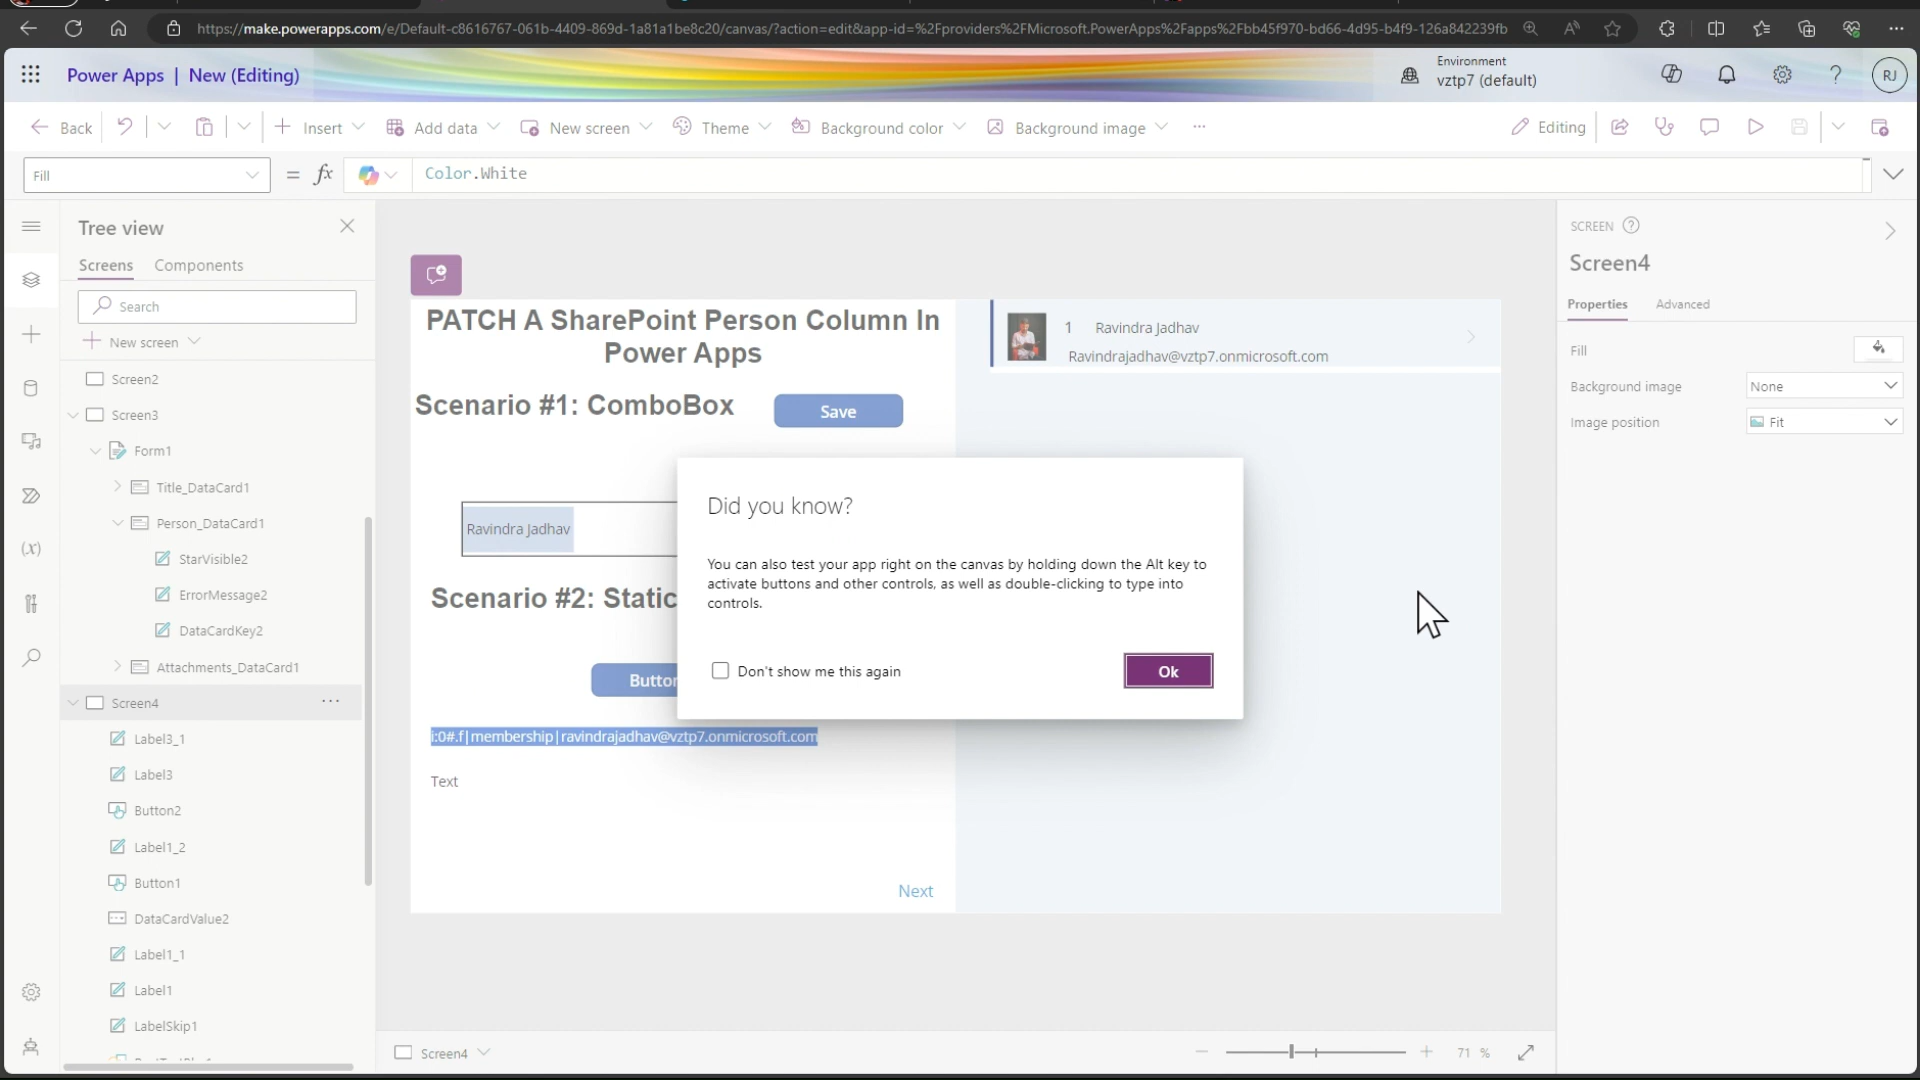 https://make.powerapps.com/e/Default-c8616767-061b-4409-869d-1a81a1be8c20/canvas/?action=edit&app-id=%2Fproviders%2FMicrosoft.PowerApps%2Fapps%2Fbb45f970-bd66-4d95-b4f9-126a842239fb
Power Apps | New (Editing)
Environment
vztp7 (default)
RJ
Back
Insert
Add data
New screen
Theme
Background color
Background image
Editing
Fill
= fx
Color.White
Tree view
Screens
Components
Search
New screen
Screen2
Screen3
Form1
Title_DataCard1
Person_DataCard1
StarVisible2
ErrorMessage2
DataCardKey2
Attachments_DataCard1
Screen4
Label3_1
Label3
Button2
Label1_2
Button1
DataCardValue2
Label1_1
Label1
LabelSkip1
PATCH A SharePoint Person Column In
Power Apps
Scenario #1: ComboBox
Save
Ravindra Jadhav
Scenario #2: Static
Button
i:0#.f|membership|ravindrajadhav@vztp7.onmicrosoft.com
Text
Next
1 Ravindra Jadhav
Ravindrajadhav@vztp7.onmicrosoft.com
Did you know?
You can also test your app right on the canvas by holding down the Alt key to
activate buttons and other controls, as well as double-clicking to type into
controls.
Don't show me this again
Ok
SCREEN
Screen4
Properties
Advanced
Fill
Background image
None
Image position
Fit
Screen4
71 %